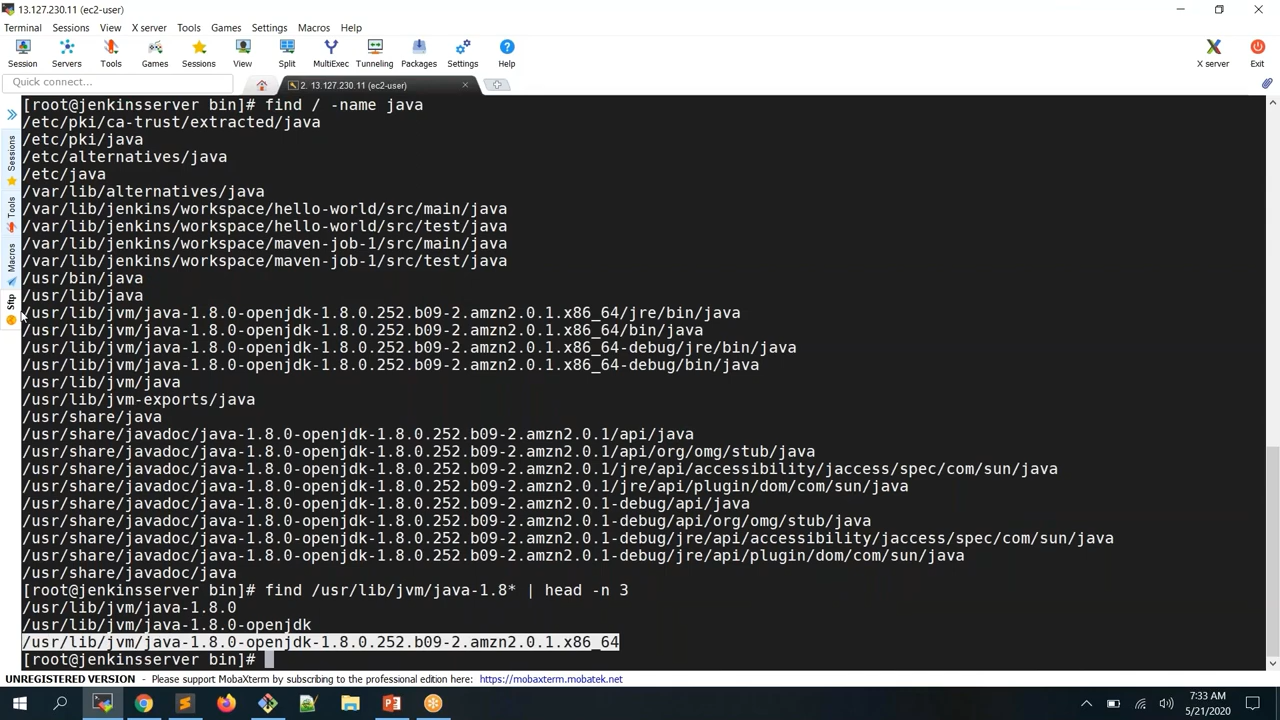 13.127.230.11 (ec2-user)
Terminal Sessions View X server Tools Games Settings Macros Help
Session Servers Tools Games Sessions View Split MultiExec Tunneling Packages Settings Help X server Exit
Quick connect...
2. 13.127.230.11 (ec2-user)
Sessions
Tools
Macros
Sftp
[root@jenkinsserver bin]# find / -name java
/etc/pki/ca-trust/extracted/java
/etc/pki/java
/etc/alternatives/java
/etc/java
/var/lib/alternatives/java
/var/lib/jenkins/workspace/hello-world/src/main/java
/var/lib/jenkins/workspace/hello-world/src/test/java
/var/lib/jenkins/workspace/maven-job-1/src/main/java
/var/lib/jenkins/workspace/maven-job-1/src/test/java
/usr/bin/java
/usr/lib/java
/usr/lib/jvm/java-1.8.0-openjdk-1.8.0.252.b09-2.amzn2.0.1.x86_64/jre/bin/java
/usr/lib/jvm/java-1.8.0-openjdk-1.8.0.252.b09-2.amzn2.0.1.x86_64/bin/java
/usr/lib/jvm/java-1.8.0-openjdk-1.8.0.252.b09-2.amzn2.0.1.x86_64-debug/jre/bin/java
/usr/lib/jvm/java-1.8.0-openjdk-1.8.0.252.b09-2.amzn2.0.1.x86_64-debug/bin/java
/usr/lib/jvm/java
/usr/lib/jvm-exports/java
/usr/share/java
/usr/share/javadoc/java-1.8.0-openjdk-1.8.0.252.b09-2.amzn2.0.1/api/java
/usr/share/javadoc/java-1.8.0-openjdk-1.8.0.252.b09-2.amzn2.0.1/api/org/omg/stub/java
/usr/share/javadoc/java-1.8.0-openjdk-1.8.0.252.b09-2.amzn2.0.1/jre/api/accessibility/jaccess/spec/com/sun/java
/usr/share/javadoc/java-1.8.0-openjdk-1.8.0.252.b09-2.amzn2.0.1/jre/api/plugin/dom/com/sun/java
/usr/share/javadoc/java-1.8.0-openjdk-1.8.0.252.b09-2.amzn2.0.1-debug/api/java
/usr/share/javadoc/java-1.8.0-openjdk-1.8.0.252.b09-2.amzn2.0.1-debug/api/org/omg/stub/java
/usr/share/javadoc/java-1.8.0-openjdk-1.8.0.252.b09-2.amzn2.0.1-debug/jre/api/accessibility/jaccess/spec/com/sun/java
/usr/share/javadoc/java-1.8.0-openjdk-1.8.0.252.b09-2.amzn2.0.1-debug/jre/api/plugin/dom/com/sun/java
/usr/share/javadoc/java
[root@jenkinsserver bin]# find /usr/lib/jvm/java-1.8* | head -n 3
/usr/lib/jvm/java-1.8.0
/usr/lib/jvm/java-1.8.0-openjdk
/usr/lib/jvm/java-1.8.0-openjdk-1.8.0.252.b09-2.amzn2.0.1.x86_64
[root@jenkinsserver bin]#
UNREGISTERED VERSION - Please support MobaXterm by subscribing to the professional edition here: https://mobaxterm.mobatek.net
7:33 AM
5/21/2020